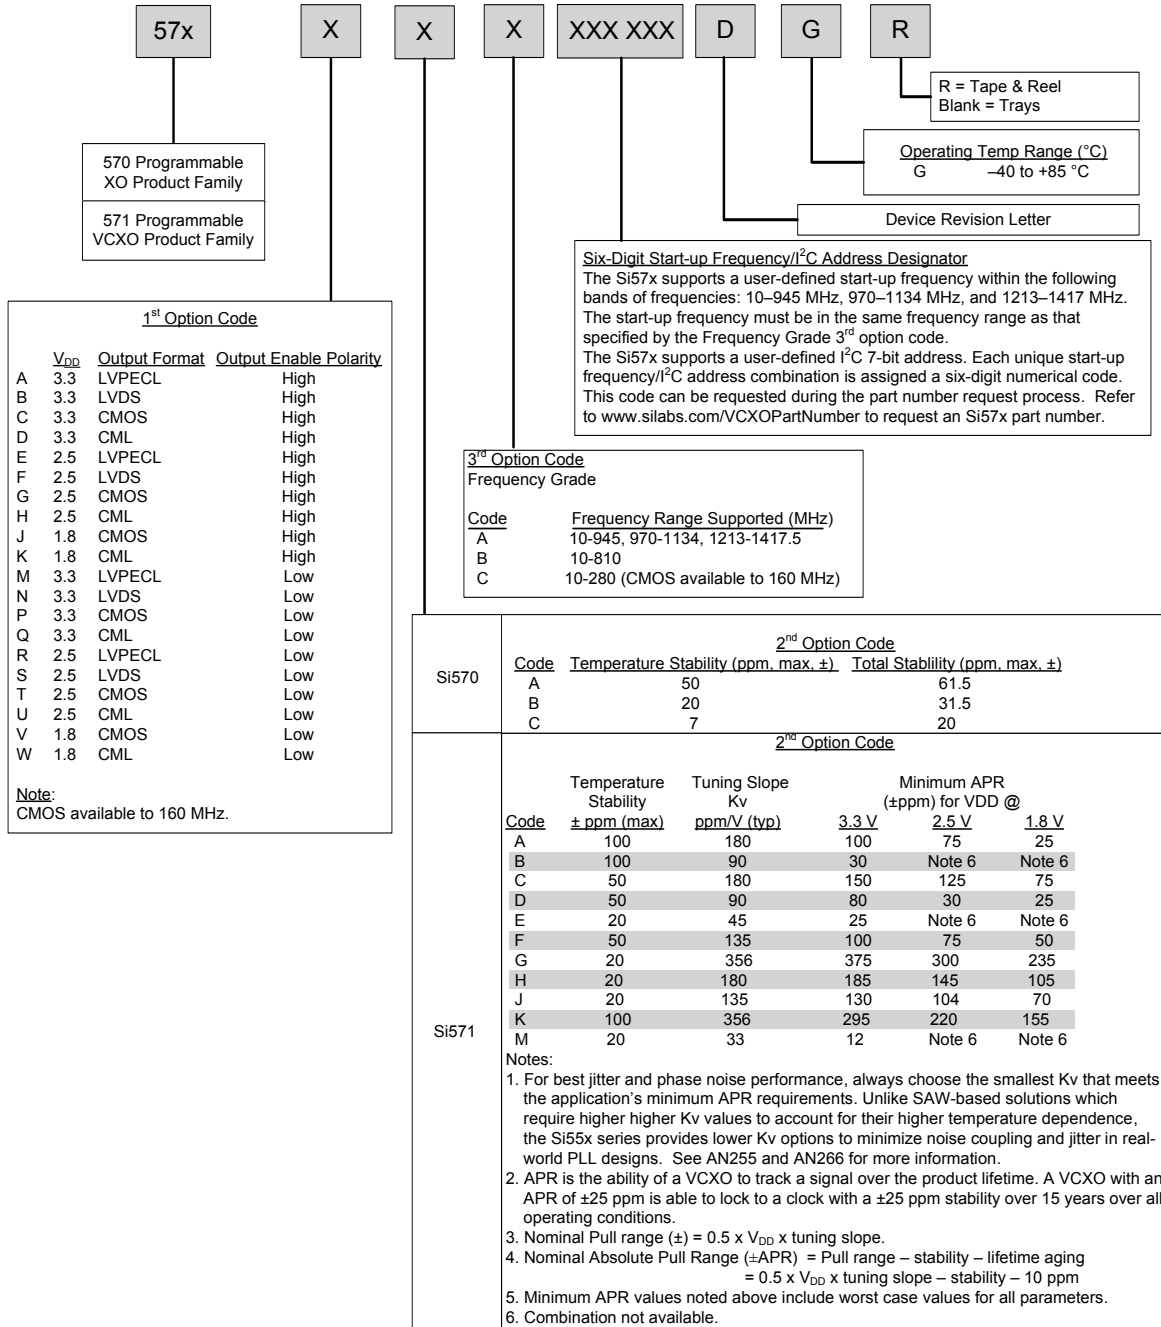 57x X X X XXX XXX D G R
R = Tape & Reel
Blank = Trays
Operating Temp Range (°C)
G –40 to +85 °C
Device Revision Letter
570 Programmable
XO Product Family
571 Programmable
VCXO Product Family
Six-Digit Start-up Frequency/I²C Address Designator
The Si57x supports a user-defined start-up frequency within the following
bands of frequencies: 10–945 MHz, 970–1134 MHz, and 1213–1417 MHz.
The start-up frequency must be in the same frequency range as that
specified by the Frequency Grade 3rd option code.
The Si57x supports a user-defined I²C 7-bit address. Each unique start-up
frequency/I²C address combination is assigned a six-digit numerical code.
This code can be requested during the part number request process. Refer
to www.silabs.com/VCXOPartNumber to request an Si57x part number.
1st Option Code
VDD Output Format Output Enable Polarity
A 3.3 LVPECL High
B 3.3 LVDS High
C 3.3 CMOS High
D 3.3 CML High
E 2.5 LVPECL High
F 2.5 LVDS High
G 2.5 CMOS High
H 2.5 CML High
J 1.8 CMOS High
K 1.8 CML High
M 3.3 LVPECL Low
N 3.3 LVDS Low
P 3.3 CMOS Low
Q 3.3 CML Low
R 2.5 LVPECL Low
S 2.5 LVDS Low
T 2.5 CMOS Low
U 2.5 CML Low
V 1.8 CMOS Low
W 1.8 CML Low
Note:
CMOS available to 160 MHz.
3rd Option Code
Frequency Grade
Code Frequency Range Supported (MHz)
A 10-945, 970-1134, 1213-1417.5
B 10-810
C 10-280 (CMOS available to 160 MHz)
Si570
2nd Option Code
Code Temperature Stability (ppm, max, ±) Total Stablility (ppm, max, ±)
A 50 61.5
B 20 31.5
C 7 20
Si571
2nd Option Code
Temperature Tuning Slope Minimum APR
Stability Kv (±ppm) for VDD @
Code ± ppm (max) ppm/V (typ) 3.3 V 2.5 V 1.8 V
A 100 180 100 75 25
B 100 90 30 Note 6 Note 6
C 50 180 150 125 75
D 50 90 80 30 25
E 20 45 25 Note 6 Note 6
F 50 135 100 75 50
G 20 356 375 300 235
H 20 180 185 145 105
J 20 135 130 104 70
K 100 356 295 220 155
M 20 33 12 Note 6 Note 6
Notes:
1. For best jitter and phase noise performance, always choose the smallest Kv that meets
the application's minimum APR requirements. Unlike SAW-based solutions which
require higher higher Kv values to account for their higher temperature dependence,
the Si55x series provides lower Kv options to minimize noise coupling and jitter in real-
world PLL designs. See AN255 and AN266 for more information.
2. APR is the ability of a VCXO to track a signal over the product lifetime. A VCXO with an
APR of ±25 ppm is able to lock to a clock with a ±25 ppm stability over 15 years over all
operating conditions.
3. Nominal Pull range (±) = 0.5 x VDD x tuning slope.
4. Nominal Absolute Pull Range (±APR) = Pull range – stability – lifetime aging
= 0.5 x VDD x tuning slope – stability – 10 ppm
5. Minimum APR values noted above include worst case values for all parameters.
6. Combination not available.